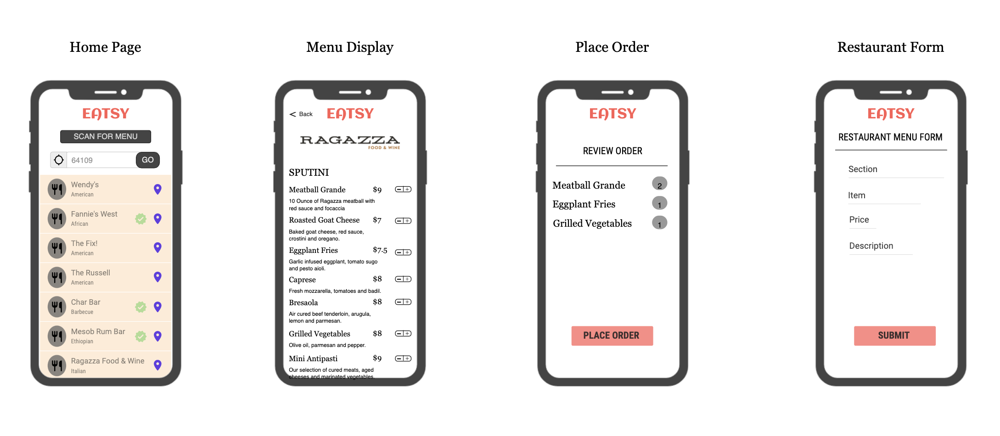 Home Page
EATSY
SCAN FOR MENU
64109
GO
Wendy's
American
Fannie's West
African
The Fix!
American
The Russell
American
Char Bar
Barbecue
Mesob Rum Bar
Ethiopian
Ragazza Food & Wine
Italian
Menu Display
< Back
EATSY
RAGAZZA
FOOD & WINE
SPUTINI
Meatball Grande $9 - +
10 Ounce of Ragazza meatball with
red sauce and focaccia
Roasted Goat Cheese $7 - +
Baked goat cheese, red sauce,
crostini and oregano.
Eggplant Fries $7.5 - +
Garlic infused eggplant, tomato sugo
and pesto aioli.
Caprese $8 - +
Fresh mozzarella, tomatoes and badil.
Bresaola $8 - +
Air cured beef tenderloin, arugula,
lemon and parmesan.
Grilled Vegetables $8 - +
Olive oil, parmesan and pepper.
Mini Antipasti $9 - +
Our selection of cured meats, aged
cheeses and marinated vegetables.
Place Order
EATSY
REVIEW ORDER
Meatball Grande 2
Eggplant Fries 1
Grilled Vegetables 1
PLACE ORDER
Restaurant Form
EATSY
RESTAURANT MENU FORM
Section
Item
Price
Description
SUBMIT